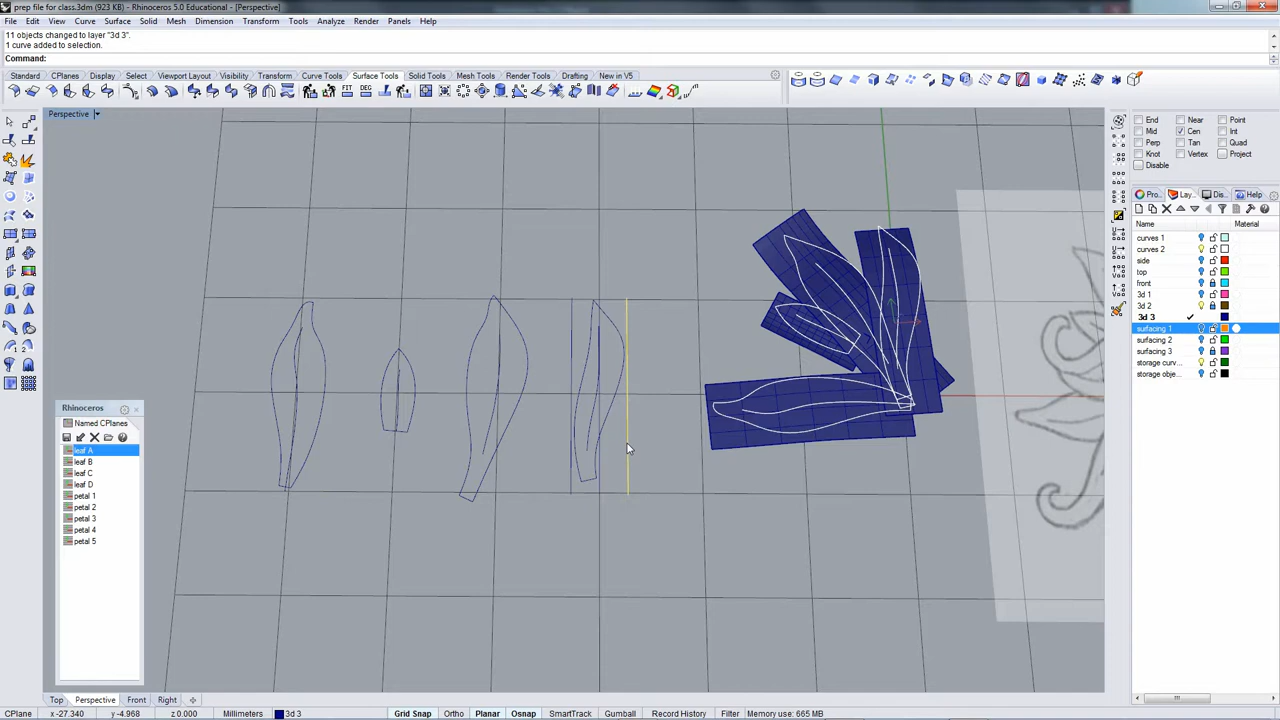 prep file for class.3dm (923 KB) - Rhinoceros 5.0 Educational - [Perspective]
File Edit View Curve Surface Solid Mesh Dimension Transform Tools Analyze Render Panels Help
11 objects changed to layer "3d 3".
1 curve added to selection.
Command:
Standard CPlanes Display Select Viewport Layout Visibility Transform Curve Tools Surface Tools Solid Tools Mesh Tools Render Tools Drafting New in V5
FIT DEG
Perspective
End Near Point
Mid Cen Int
Perp Tan Quad
Knot Vertex Project
Disable
Pro... Lay... Dis... Help
Name Material
curves 1
curves 2
side
top
front
3d 1
3d 2
3d 3
surfacing 1
surfacing 2
surfacing 3
storage curv...
storage obje...
Rhinoceros
Named CPlanes
leaf A
leaf B
leaf C
leaf D
petal 1
petal 2
petal 3
petal 4
petal 5
Top Perspective Front Right
CPlane x -27.340 y -4.968 z 0.000 Millimeters 3d 3 Grid Snap Ortho Planar Osnap SmartTrack Gumball Record History Filter Memory use: 665 MB